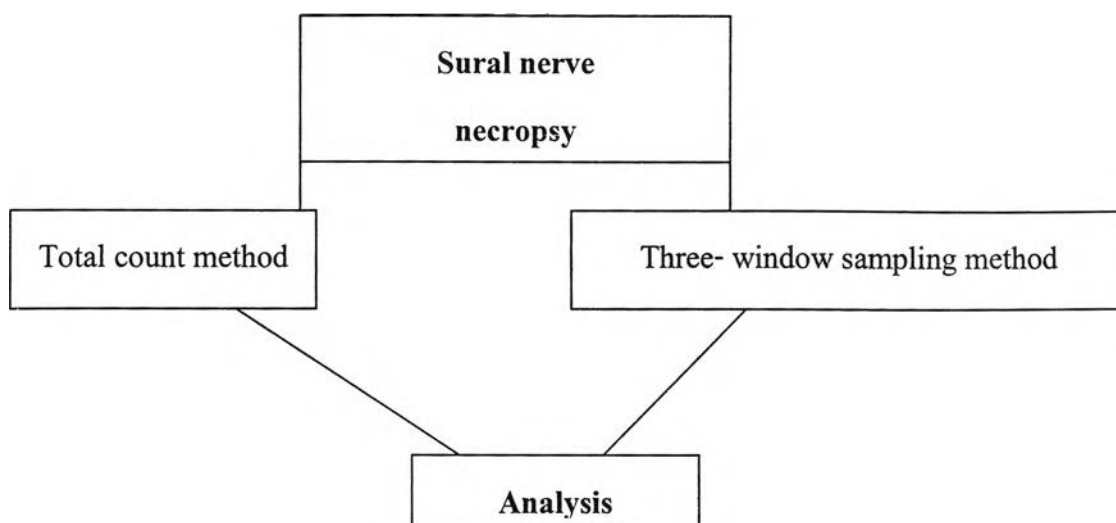 Sural nerve
necropsy
Total count method
Three- window sampling method
Analysis